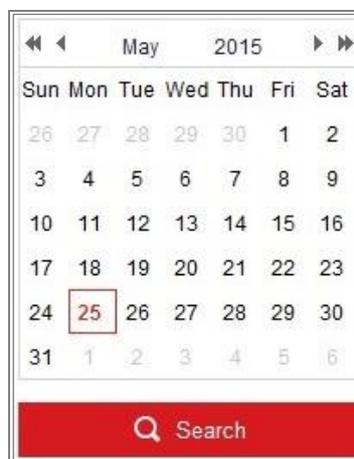 May 2015
Sun Mon Tue Wed Thu Fri Sat
26 27 28 29 30 1 2
3 4 5 6 7 8 9
10 11 12 13 14 15 16
17 18 19 20 21 22 23
24 25 26 27 28 29 30
31 1 2 3 4 5 6
Search